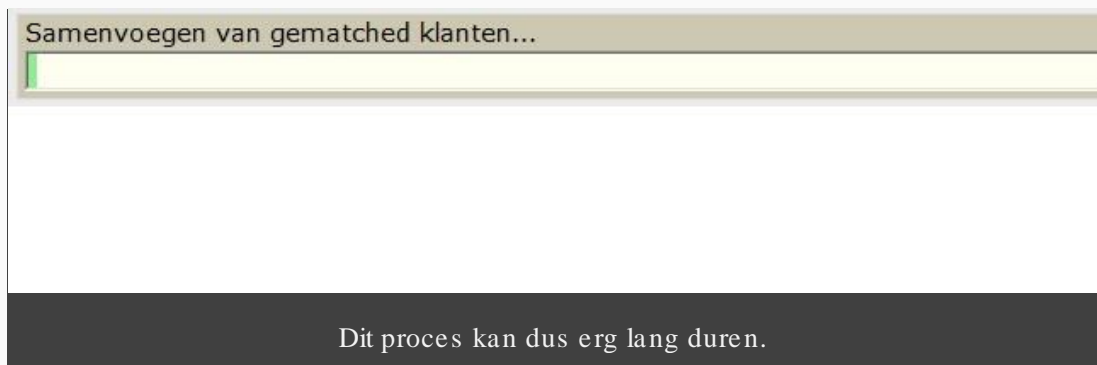 Samenvoegen van gematched klanten...
Dit proces kan dus erg lang duren.